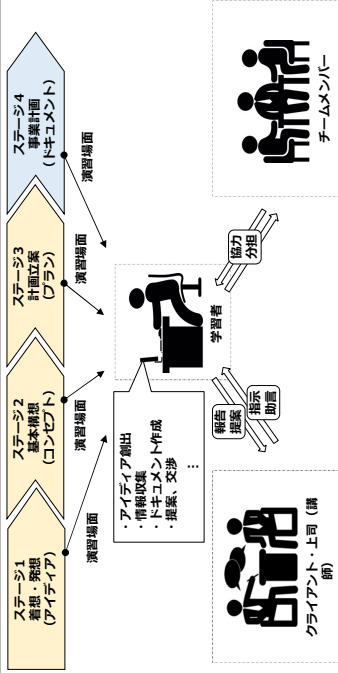 ステージ1
着想・発想
(アイディア)
ステージ2
基本構想
(コンセプト)
ステージ3
計画立案
(プラン)
ステージ4
事業計画
(ドキュメント)
演習場面
演習場面
演習場面
演習場面
・アイディア創出
・情報収集
・ドキュメント作成
・提案、交渉
⋮
学習者
報告
提案
指示
助言
協力
分担
クライアント・上司（講
師）
チームメンバー